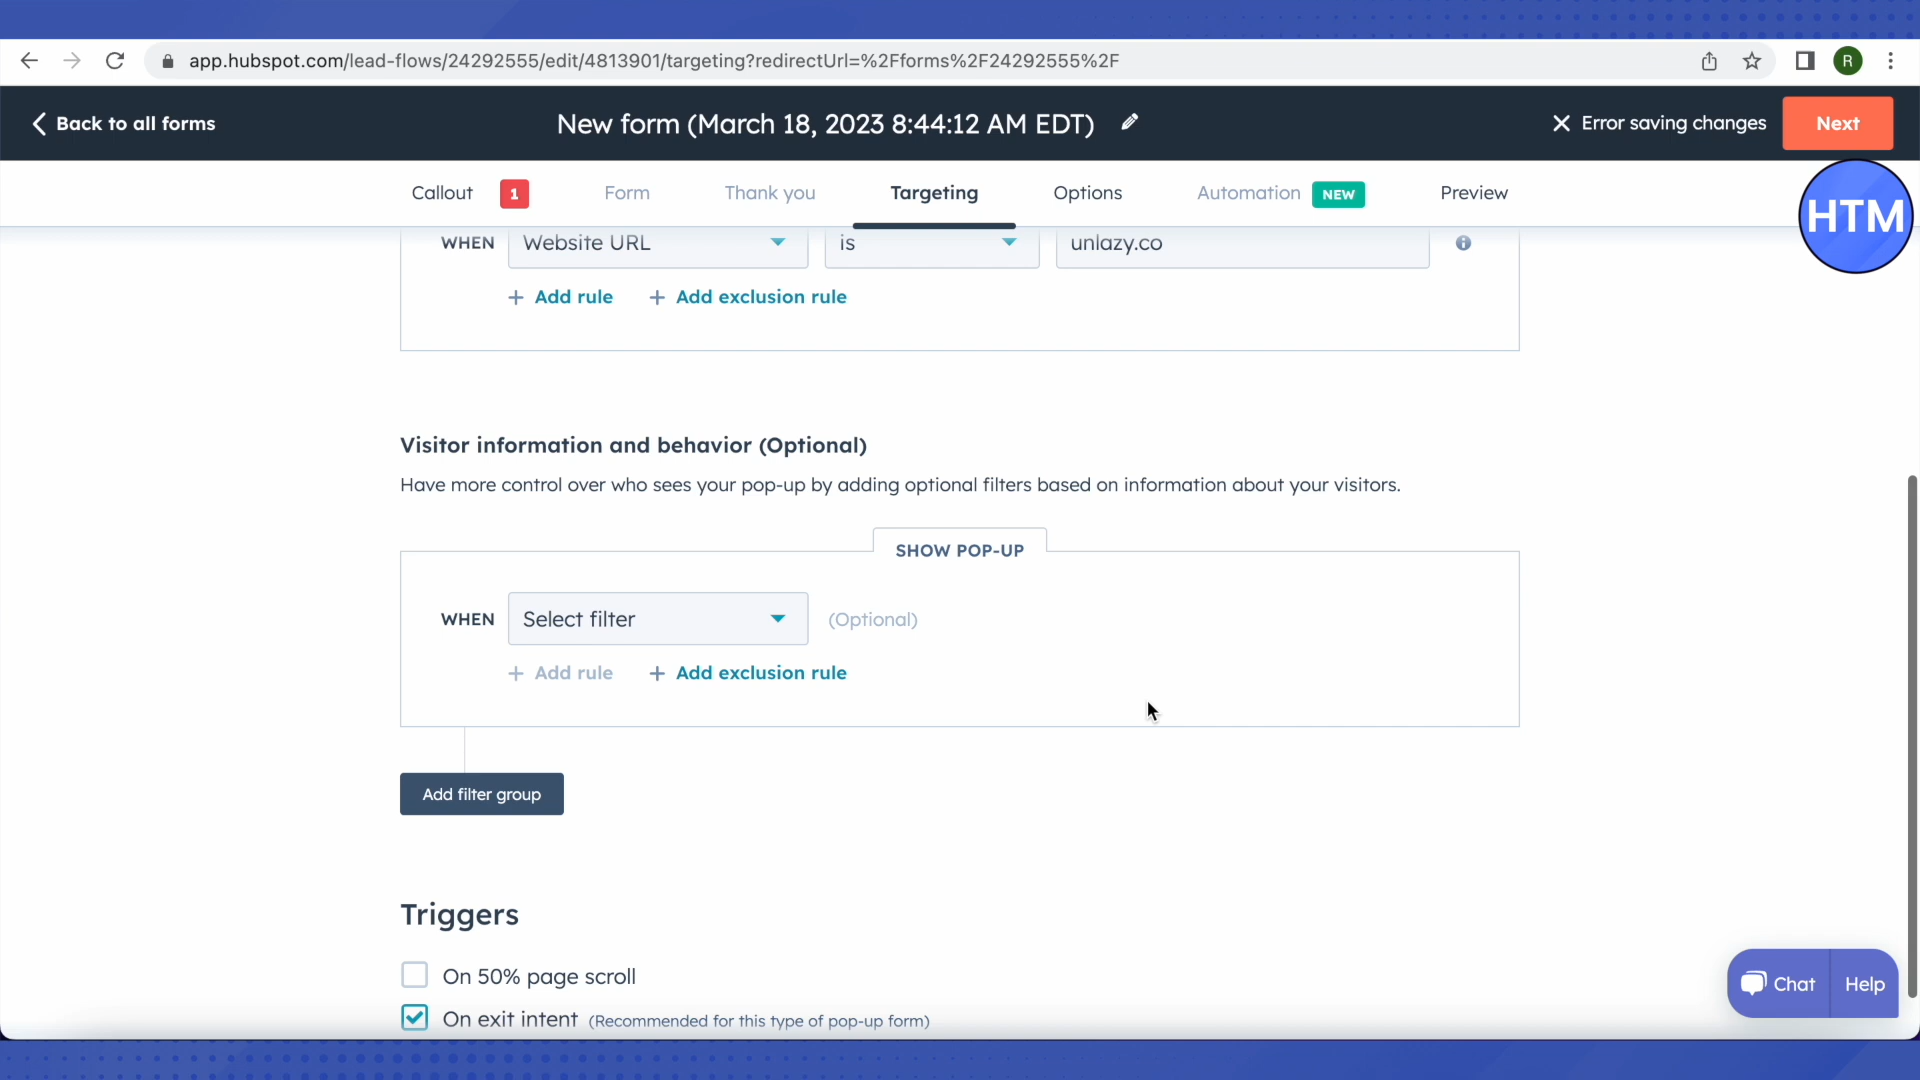 app.hubspot.com/lead-flows/24292555/edit/4813901/targeting?redirectUrl=%2Fforms%2F24292555%2F
R
Back to all forms
New form (March 18, 2023 8:44:12 AM EDT)
Error saving changes
Next
Callout 1
Form
Thank you
Targeting
Options
Automation NEW
Preview
HTM
WHEN Website URL is unlazy.co
+ Add rule + Add exclusion rule
Visitor information and behavior (Optional)
Have more control over who sees your pop-up by adding optional filters based on information about your visitors.
SHOW POP-UP
WHEN Select filter (Optional)
+ Add rule + Add exclusion rule
Add filter group
Triggers
On 50% page scroll
On exit intent (Recommended for this type of pop-up form)
Chat Help